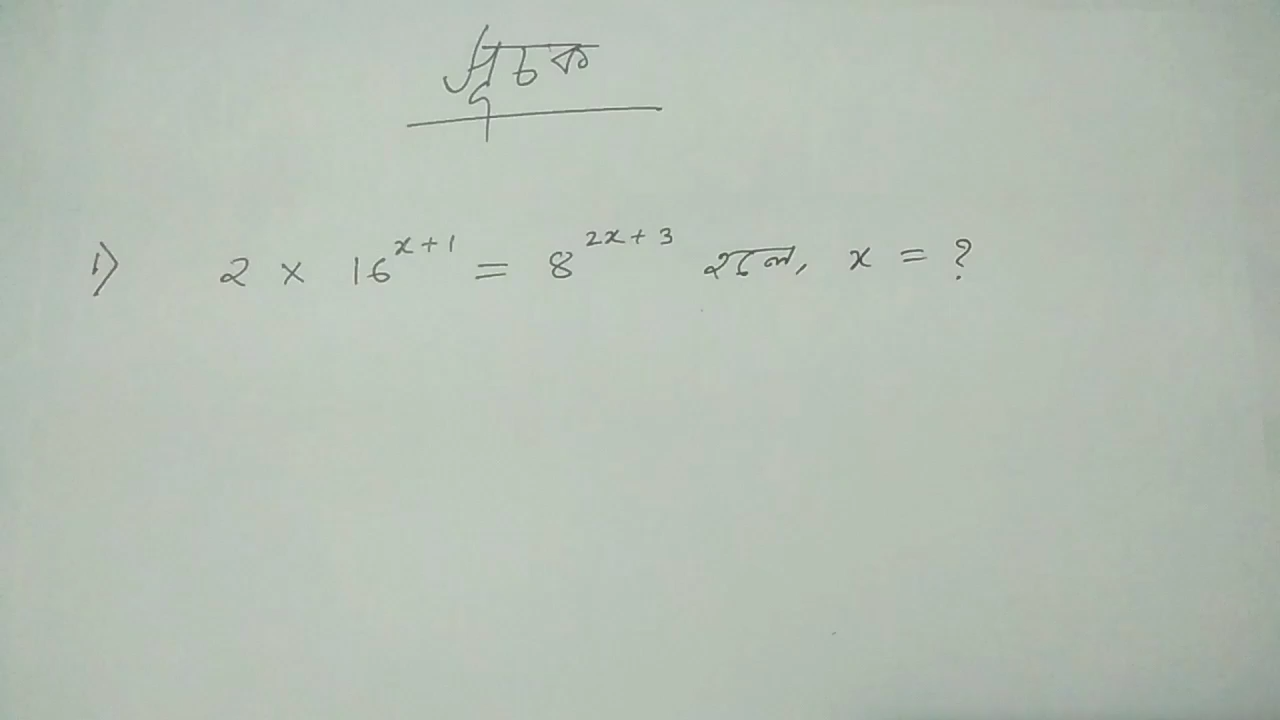 সূচক
1) 2 × 16^{x+1} = 8^{2x+3} হলে, x = ?